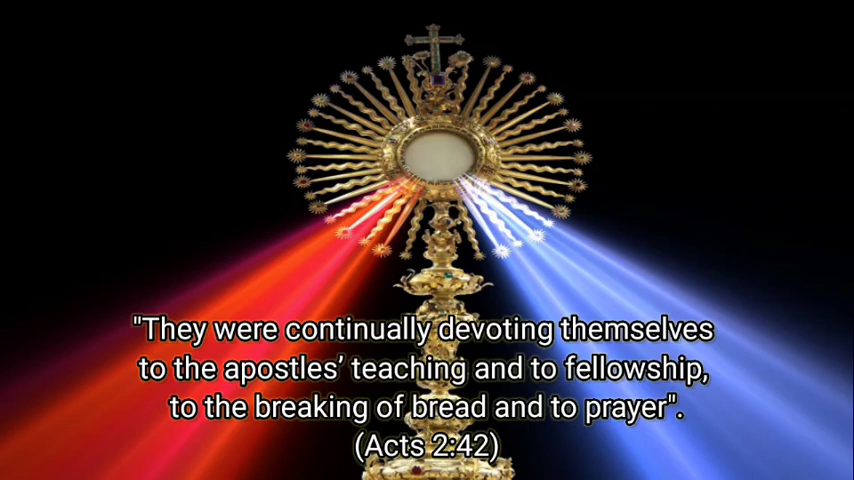 "They were continually devoting themselves
to the apostles’ teaching and to fellowship,
to the breaking of bread and to prayer".
(Acts 2:42)